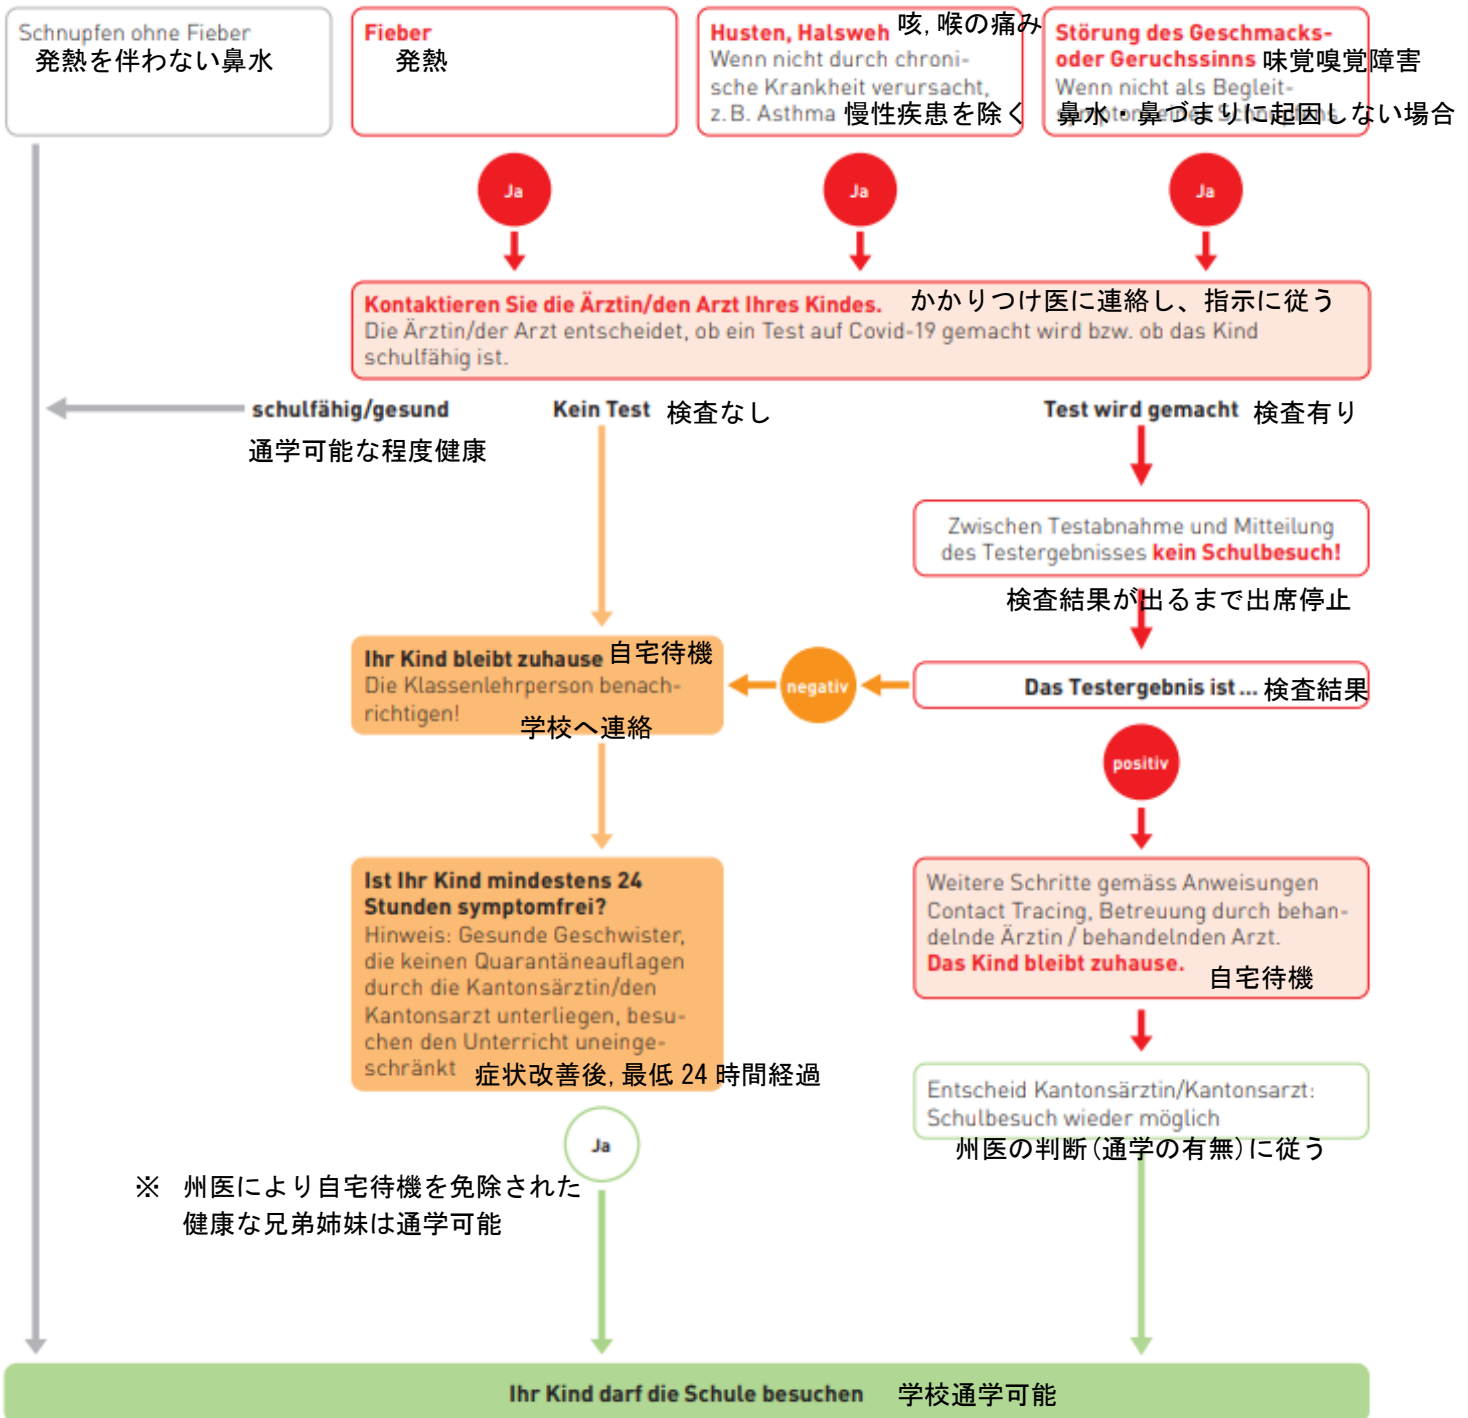 Schnupfen ohne Fieber
発熱を伴わない鼻水
Fieber
発熱
Husten, Halsweh 咳,喉の痛み
Wenn nicht durch chroni-
sche Krankheit verursacht,
z. B. Asthma 慢性疾患を除く
Störung des Geschmacks-
oder Geruchssinns 味覚嗅覚障害
Wenn nicht als Begleit-
symptom eines Schnupfens
鼻水・鼻づまりに起因しない場合
Ja
Ja
Ja
Kontaktieren Sie die Ärztin/den Arzt Ihres Kindes. かかりつけ医に連絡し、指示に従う
Die Ärztin/der Arzt entscheidet, ob ein Test auf Covid-19 gemacht wird bzw. ob das Kind
schulfähig ist.
schulfähig/gesund
通学可能な程度健康
Kein Test 検査なし
Test wird gemacht 検査有り
Zwischen Testabnahme und Mitteilung
des Testergebnisses kein Schulbesuch!
検査結果が出るまで出席停止
Ihr Kind bleibt zuhause 自宅待機
Die Klassenlehrperson benach-
richtigen!
学校へ連絡
negativ
Das Testergebnis ist ... 検査結果
positiv
Ist Ihr Kind mindestens 24
Stunden symptomfrei?
Hinweis: Gesunde Geschwister,
die keinen Quarantäneauflagen
durch die Kantonsärztin/den
Kantonsarzt unterliegen, besu-
chen den Unterricht uneinge-
schränkt 症状改善後,最低 24 時間経過
Weitere Schritte gemäss Anweisungen
Contact Tracing, Betreuung durch behan-
delnde Ärztin / behandelnden Arzt.
Das Kind bleibt zuhause.
自宅待機
Entscheid Kantonsärztin/Kantonsarzt:
Schulbesuch wieder möglich
州医の判断(通学の有無)に従う
Ja
※ 州医により自宅待機を免除された
健康な兄弟姉妹は通学可能
Ihr Kind darf die Schule besuchen 学校通学可能